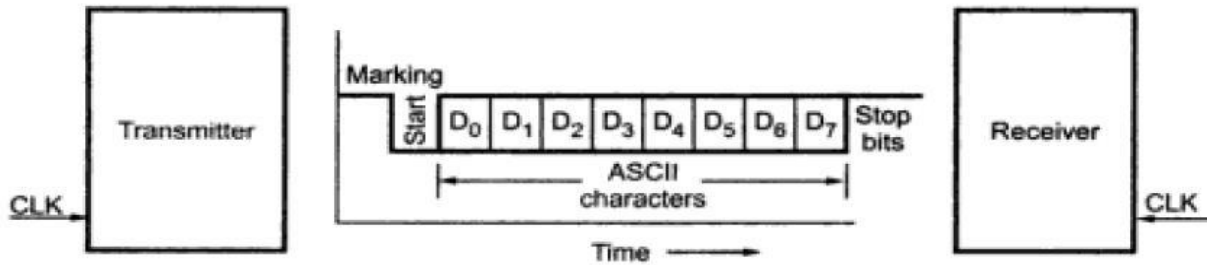 Marking
Transmitter
Start
D0 D1 D2 D3 D4 D5 D6 D7
Stop
bits
Receiver
ASCII
characters
CLK
CLK
Time